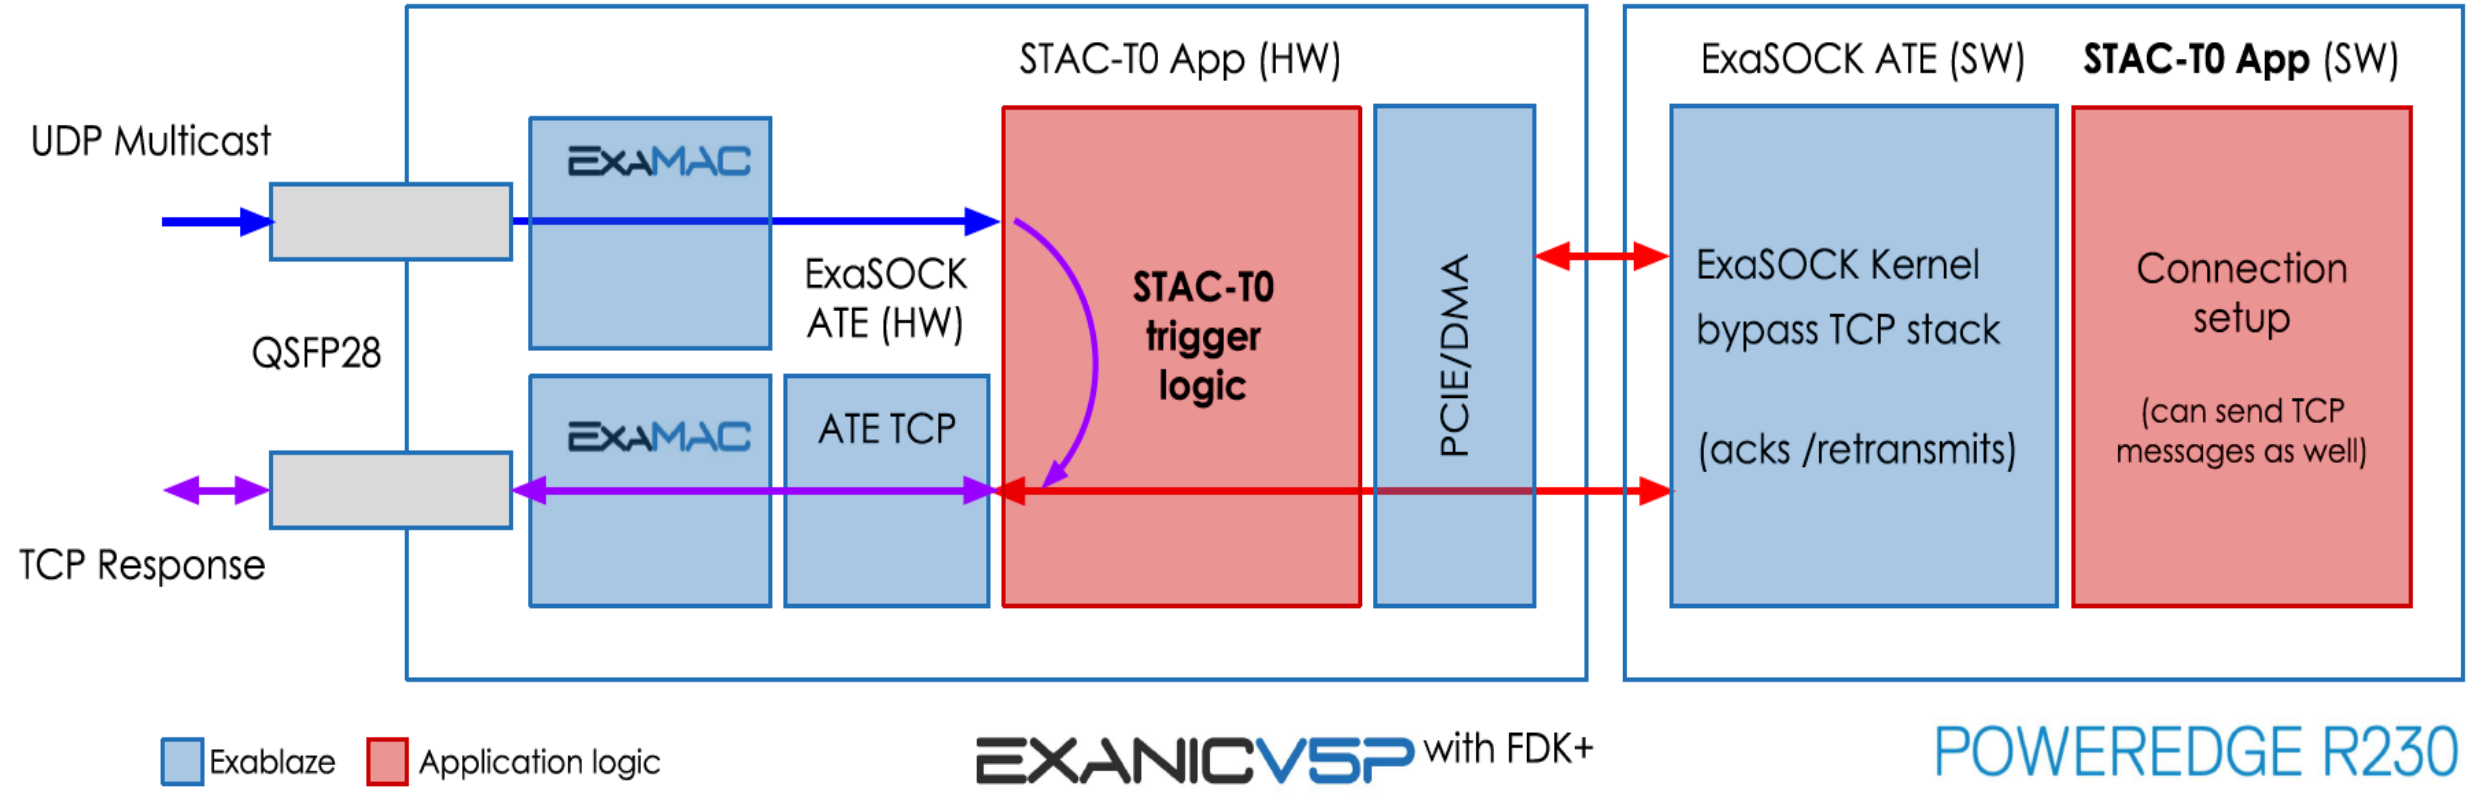 STAC-T0 App (HW)
ExaSOCK ATE (SW)
STAC-T0 App (SW)
UDP Multicast
EXAMAC
ExaSOCK
ATE (HW)
QSFP28
EXAMAC
ATE TCP
TCP Response
STAC-T0
trigger
logic
PCIE/DMA
ExaSOCK Kernel
bypass TCP stack
(acks /retransmits)
Connection
setup
(can send TCP
messages as well)
Exablaze
Application logic
EXANICV5P with FDK+
POWEREDGE R230